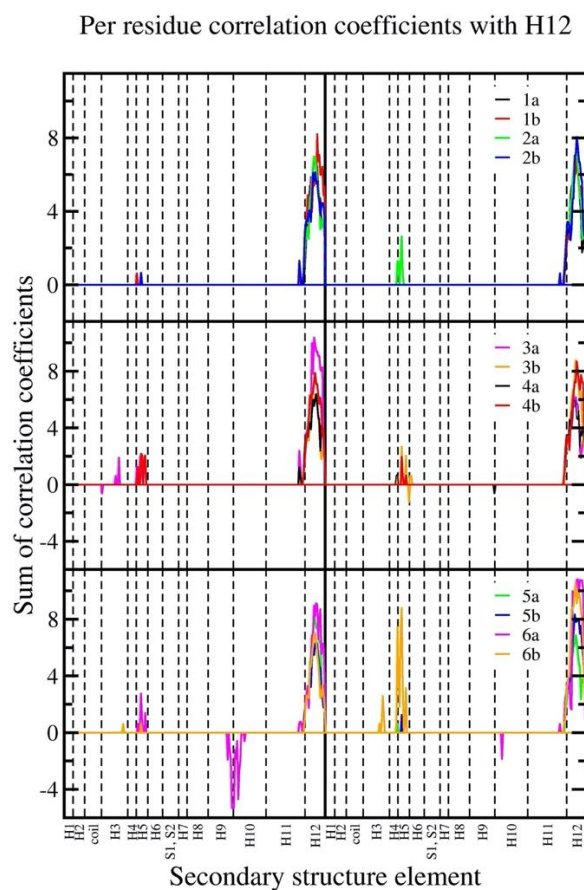 Per residue correlation coefficients with H12
Sum of correlation coefficients
8
4
0
1a
1b
2a
2b
8
4
0
-4
3a
3b
4a
4b
8
4
0
-4
5a
5b
6a
6b
H1 H2 coil H3 H4 H5 H6 S1, S2 H7 H8 H9 H10 H11 H12 H1 H2 coil H3 H4 H5 H6 S1, S2 H7 H8 H9 H10 H11 H12
Secondary structure element